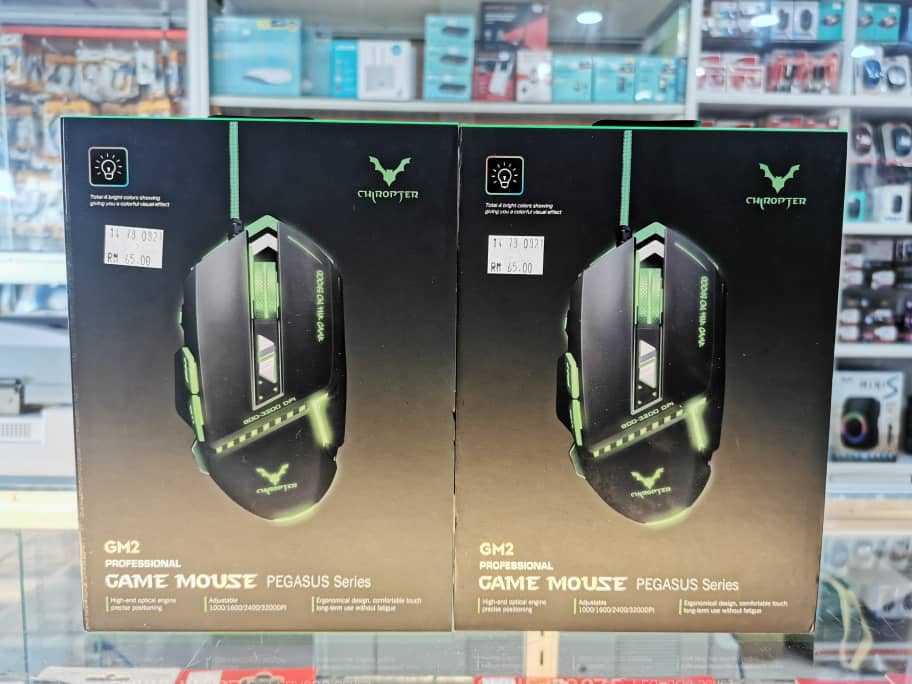 Total 4 bright colors showing
giving you a colorful visual effect
CHIROPTER
RM 65.00
800-3200 DPI
CHIROPTER
GM2
PROFESSIONAL
GAME MOUSE PEGASUS Series
High-end optical engine
precise positioning
Adjustable
1000/1600/2400/3200DPI
Ergonomical design, comfortable touch
long-term use without fatigue
Total 4 bright colors showing
giving you a colorful visual effect
CHIROPTER
RM 65.00
800-3200 DPI
CHIROPTER
GM2
PROFESSIONAL
GAME MOUSE PEGASUS Series
High-end optical engine
precise positioning
Adjustable
1000/1600/2400/3200DPI
Ergonomical design, comfortable touch
long-term use without fatigue